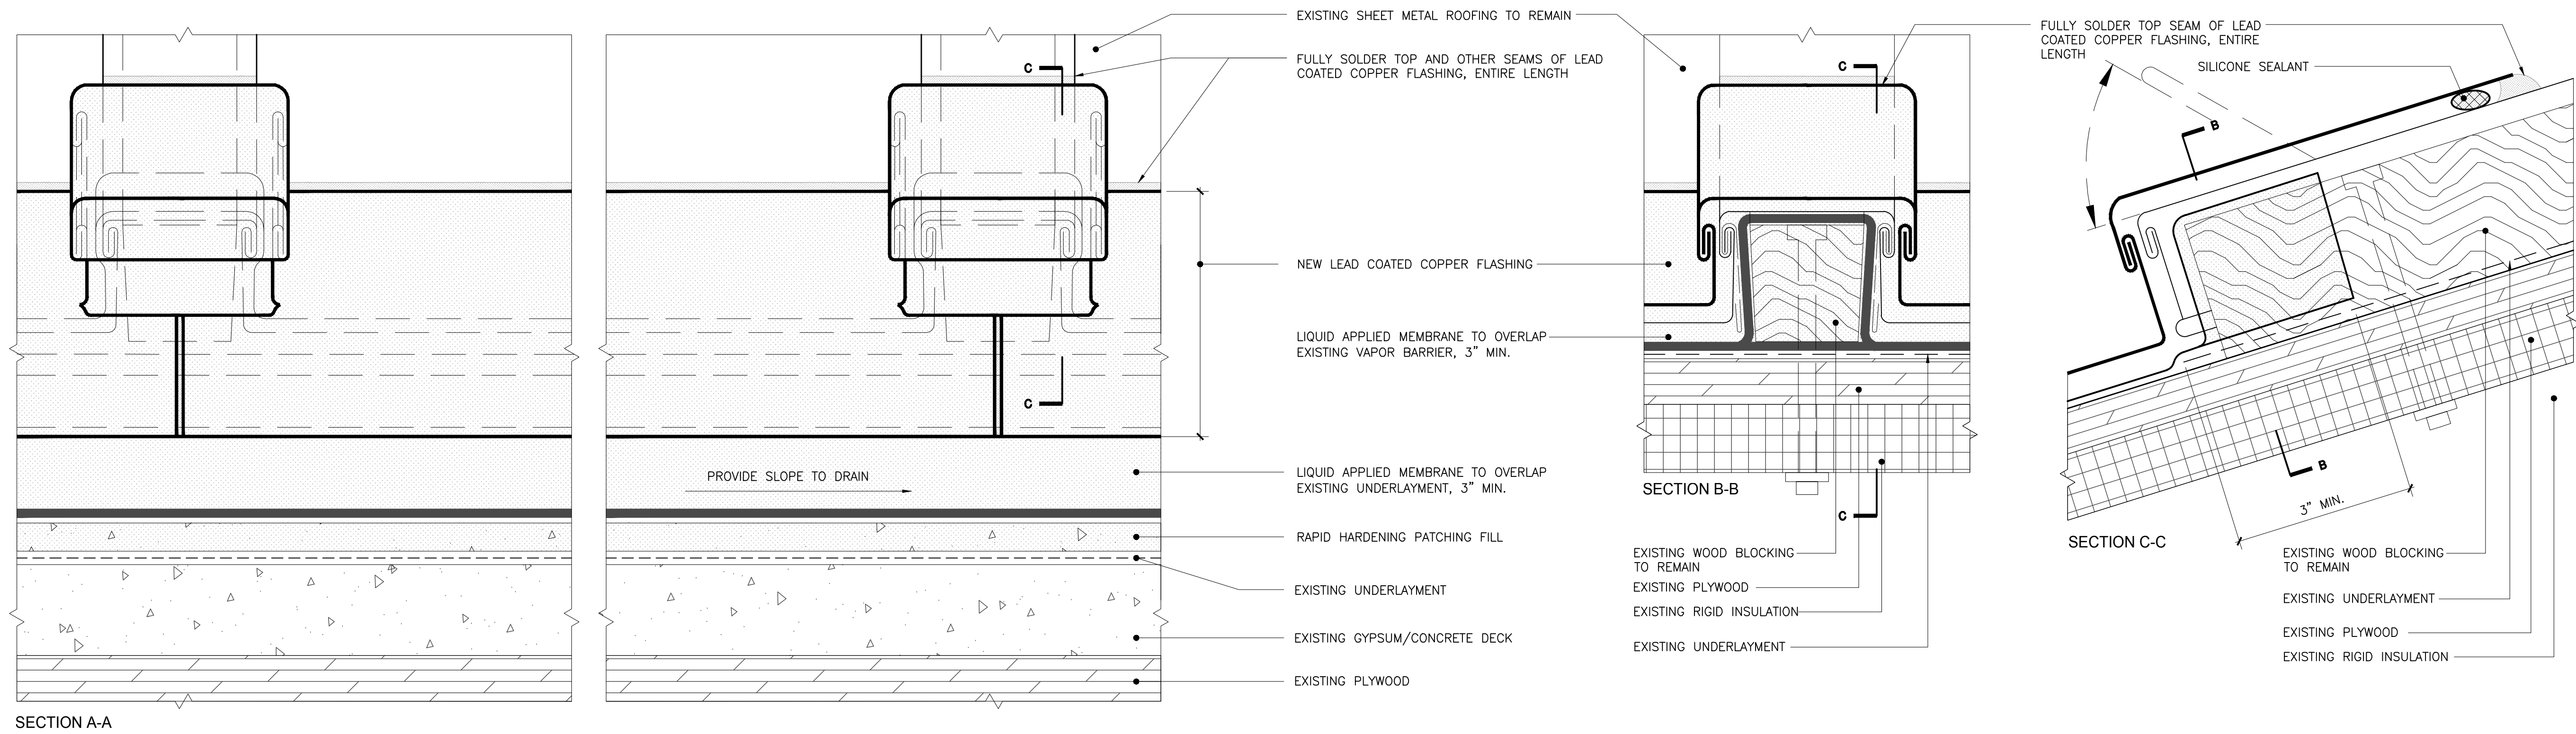 EXISTING SHEET METAL ROOFING TO REMAIN
FULLY SOLDER TOP AND OTHER SEAMS OF LEAD
COATED COPPER FLASHING, ENTIRE LENGTH
C
C
NEW LEAD COATED COPPER FLASHING
LIQUID APPLIED MEMBRANE TO OVERLAP
EXISTING VAPOR BARRIER, 3" MIN.
PROVIDE SLOPE TO DRAIN
LIQUID APPLIED MEMBRANE TO OVERLAP
EXISTING UNDERLAYMENT, 3" MIN.
RAPID HARDENING PATCHING FILL
EXISTING UNDERLAYMENT
EXISTING GYPSUM/CONCRETE DECK
EXISTING PLYWOOD
SECTION A-A
C
C
SECTION B-B
EXISTING WOOD BLOCKING
TO REMAIN
EXISTING PLYWOOD
EXISTING RIGID INSULATION
EXISTING UNDERLAYMENT
FULLY SOLDER TOP SEAM OF LEAD
COATED COPPER FLASHING, ENTIRE
LENGTH
SILICONE SEALANT
B
B
3" MIN.
SECTION C-C
EXISTING WOOD BLOCKING
TO REMAIN
EXISTING UNDERLAYMENT
EXISTING PLYWOOD
EXISTING RIGID INSULATION